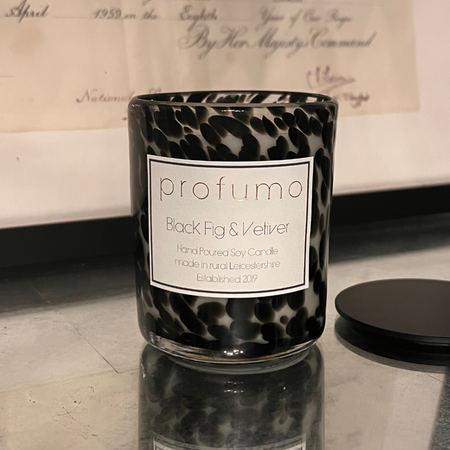 April 1959 in the Eighth Year of Our Reign
By Her Majesty's Command
National
profumo
Black Fig & Vetiver
Hand Poured Soy Candle
made in rural Leicestershire
Established 2019